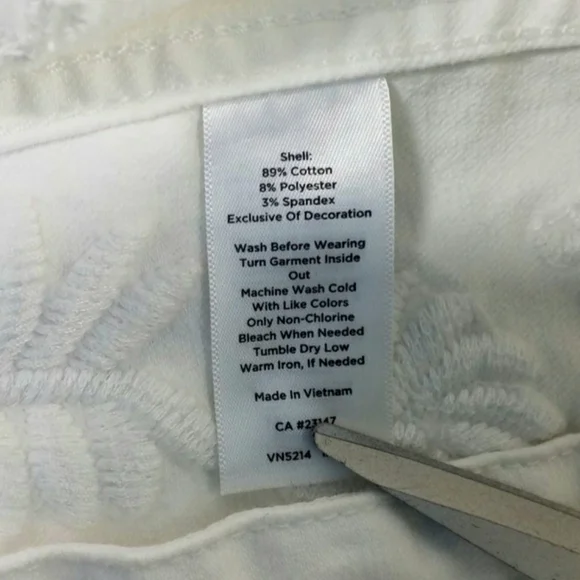 Shell:
89% Cotton
8% Polyester
3% Spandex
Exclusive Of Decoration
Wash Before Wearing
Turn Garment Inside
Out
Machine Wash Cold
With Like Colors
Only Non-Chlorine
Bleach When Needed
Tumble Dry Low
Warm Iron, If Needed
Made In Vietnam
CA #23147
VN5214